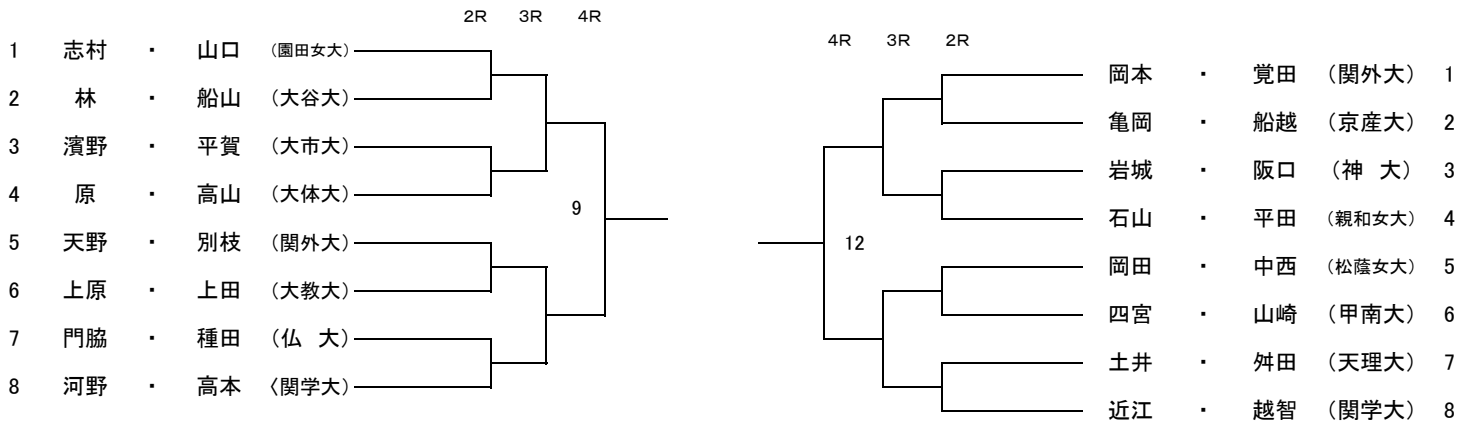 2R 3R 4R
1 志村 ・ 山口 (園田女大)
2 林 ・ 船山 (大谷大)
3 濱野 ・ 平賀 (大市大)
4 原 ・ 高山 (大体大)
9
5 天野 ・ 別枝 (関外大)
6 上原 ・ 上田 (大教大)
7 門脇 ・ 種田 (仏 大)
8 河野 ・ 高本 〈関学大)
4R 3R 2R
岡本 ・ 覚田 (関外大) 1
亀岡 ・ 船越 (京産大) 2
岩城 ・ 阪口 (神 大) 3
石山 ・ 平田 (親和女大) 4
12
岡田 ・ 中西 (松蔭女大) 5
四宮 ・ 山崎 (甲南大) 6
土井 ・ 舛田 (天理大) 7
近江 ・ 越智 (関学大) 8